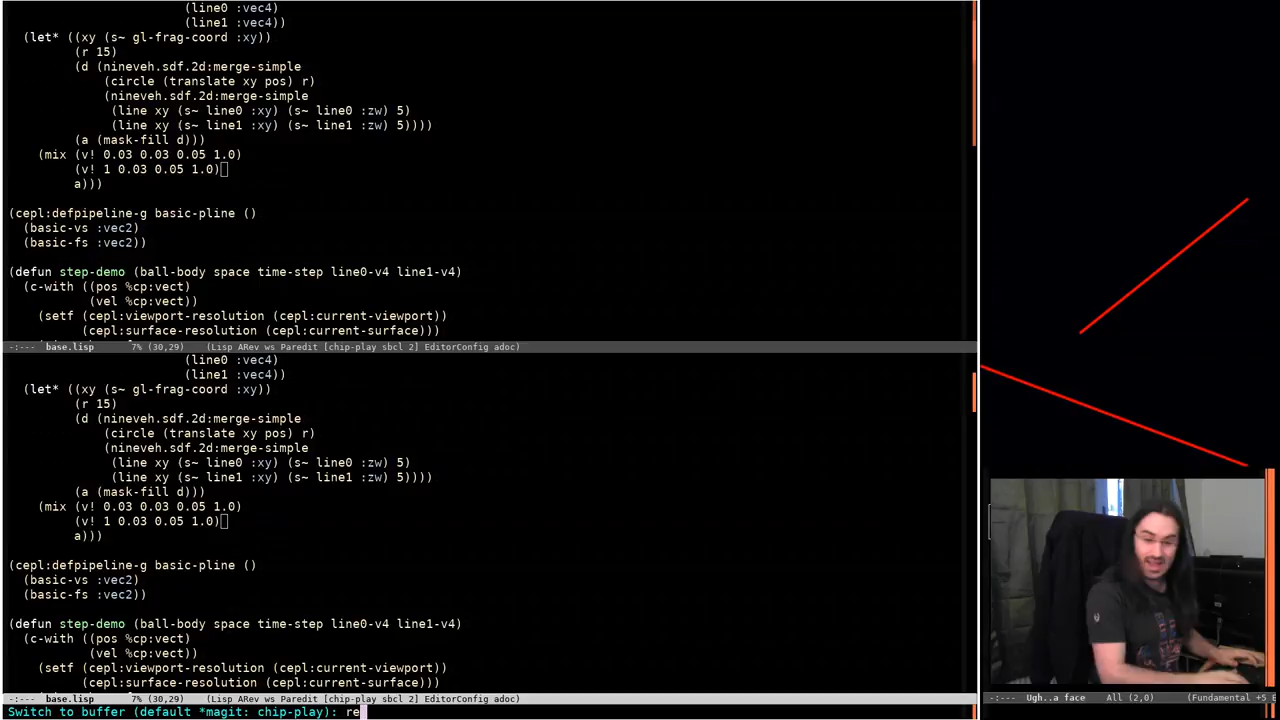 (line0 :vec4)
(line1 :vec4))
(let* ((xy (s~ gl-frag-coord :xy))
(r 15)
(d (nineveh.sdf.2d:merge-simple
(circle (translate xy pos) r)
(nineveh.sdf.2d:merge-simple
(line xy (s~ line0 :xy) (s~ line0 :zw) 5)
(line xy (s~ line1 :xy) (s~ line1 :zw) 5))))
(a (mask-fill d)))
(mix (v! 0.03 0.03 0.05 1.0)
(v! 1 0.03 0.05 1.0)
a)))
(cepl:defpipeline-g basic-pline ()
(basic-vs :vec2)
(basic-fs :vec2))
(defun step-demo (ball-body space time-step line0-v4 line1-v4)
(c-with ((pos %cp:vect)
(vel %cp:vect))
(setf (cepl:viewport-resolution (cepl:current-viewport))
(cepl:surface-resolution (cepl:current-surface)))
-:--- base.lisp 7% (30,29) (Lisp ARev ws Paredit [chip-play sbcl 2] EditorConfig adoc)
(line0 :vec4)
(line1 :vec4))
(let* ((xy (s~ gl-frag-coord :xy))
(r 15)
(d (nineveh.sdf.2d:merge-simple
(circle (translate xy pos) r)
(nineveh.sdf.2d:merge-simple
(line xy (s~ line0 :xy) (s~ line0 :zw) 5)
(line xy (s~ line1 :xy) (s~ line1 :zw) 5))))
(a (mask-fill d)))
(mix (v! 0.03 0.03 0.05 1.0)
(v! 1 0.03 0.05 1.0)
a)))
(cepl:defpipeline-g basic-pline ()
(basic-vs :vec2)
(basic-fs :vec2))
(defun step-demo (ball-body space time-step line0-v4 line1-v4)
(c-with ((pos %cp:vect)
(vel %cp:vect))
(setf (cepl:viewport-resolution (cepl:current-viewport))
(cepl:surface-resolution (cepl:current-surface)))
-:--- base.lisp 7% (30,29) (Lisp ARev ws Paredit [chip-play sbcl 2] EditorConfig adoc)
-:--- Ugh..a face All (2,0) (Fundamental +5
Switch to buffer (default *magit: chip-play): re